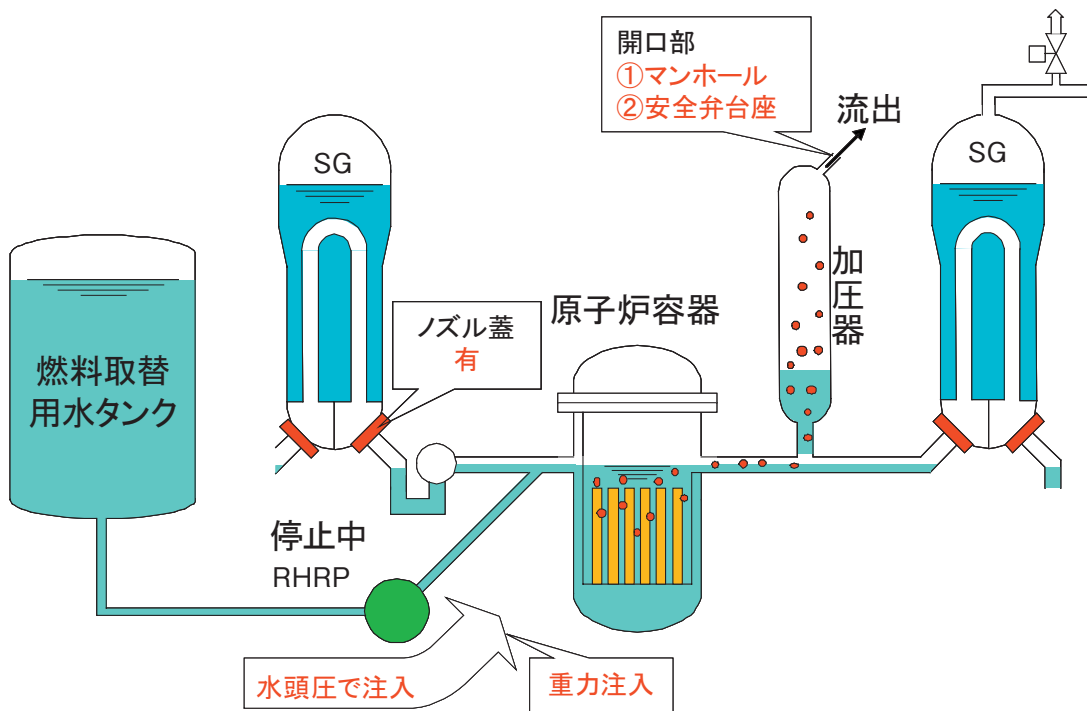 開口部
①マンホール
②安全弁台座
流出
SG
SG
加圧器
ノズル蓋
有
原子炉容器
燃料取替
用水タンク
停止中
RHRP
水頭圧で注入
重力注入